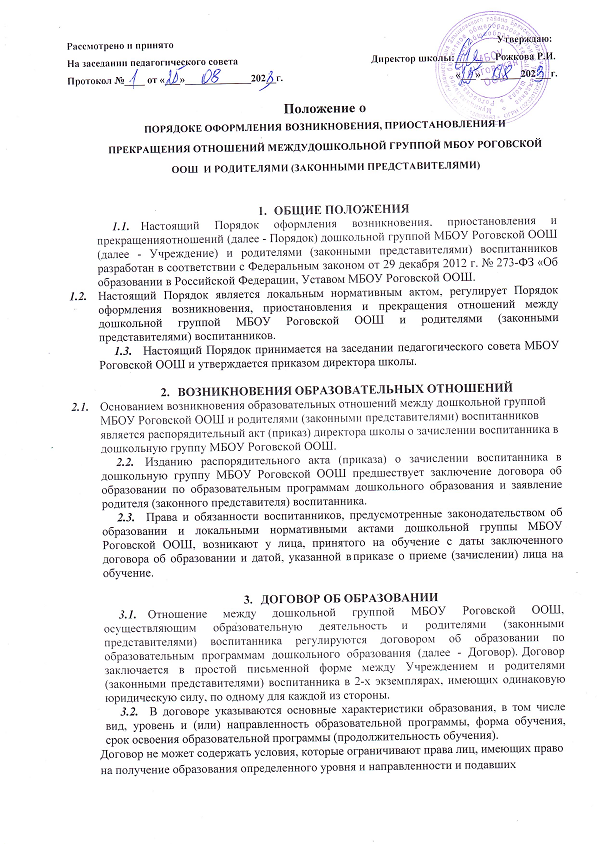 Рассмотрено и принято
Утверждаю:
На заседании педагогического совета
Директор школы: Рожкова Р.И.
Протокол № 1 от «30» 08 2023 г.
« » 08 2023 г.
Положение о
ПОРЯДКЕ ОФОРМЛЕНИЯ ВОЗНИКНОВЕНИЯ, ПРИОСТАНОВЛЕНИЯ И
ПРЕКРАЩЕНИЯ ОТНОШЕНИЙ МЕЖДУДОШКОЛЬНОЙ ГРУППОЙ МБОУ РОГОВСКОЙ
ООШ И РОДИТЕЛЯМИ (ЗАКОННЫМИ ПРЕДСТАВИТЕЛЯМИ)
1. ОБЩИЕ ПОЛОЖЕНИЯ
1.1. Настоящий Порядок оформления возникновения, приостановления и
прекращенияотношений (далее - Порядок) дошкольной группой МБОУ Роговской ООШ
(далее - Учреждение) и родителями (законными представителями) воспитанников
разработан в соответствии с Федеральным законом от 29 декабря 2012 г. № 273-ФЗ «Об
образовании в Российской Федерации, Уставом МБОУ Роговской ООШ.
1.2. Настоящий Порядок является локальным нормативным актом, регулирует Порядок
оформления возникновения, приостановления и прекращения отношений между
дошкольной группой МБОУ Роговской ООШ и родителями (законными
представителями) воспитанников.
1.3. Настоящий Порядок принимается на заседании педагогического совета МБОУ
Роговской ООШ и утверждается приказом директора школы.
2. ВОЗНИКНОВЕНИЯ ОБРАЗОВАТЕЛЬНЫХ ОТНОШЕНИЙ
2.1. Основанием возникновения образовательных отношений между дошкольной группой
МБОУ Роговской ООШ и родителями (законными представителями) воспитанников
является распорядительный акт (приказ) директора школы о зачислении воспитанника в
дошкольную группу МБОУ Роговской ООШ.
2.2. Изданию распорядительного акта (приказа) о зачислении воспитанника в
дошкольную группу МБОУ Роговской ООШ предшествует заключение договора об
образовании по образовательным программам дошкольного образования и заявление
родителя (законного представителя) воспитанника.
2.3. Права и обязанности воспитанников, предусмотренные законодательством об
образовании и локальными нормативными актами дошкольной группы МБОУ
Роговской ООШ, возникают у лица, принятого на обучение с даты заключенного
договора об образовании и датой, указанной вприказе о приеме (зачислении) лица на
обучение.
3. ДОГОВОР ОБ ОБРАЗОВАНИИ
3.1. Отношение между дошкольной группой МБОУ Роговской ООШ,
осуществляющим образовательную деятельность и родителями (законными
представителями) воспитанника регулируются договором об образовании по
образовательным программам дошкольного образования (далее - Договор). Договор
заключается в простой письменной форме между Учреждением и родителями
(законными представителями) воспитанника в 2-х экземплярах, имеющих одинаковую
юридическую силу, по одному для каждой из стороны.
3.2. В договоре указываются основные характеристики образования, в том числе
вид, уровень и (или) направленность образовательной программы, форма обучения,
срок освоения образовательной программы (продолжительность обучения).
Договор не может содержать условия, которые ограничивают права лиц, имеющих право
на получение образования определенного уровня и направленности и подавших